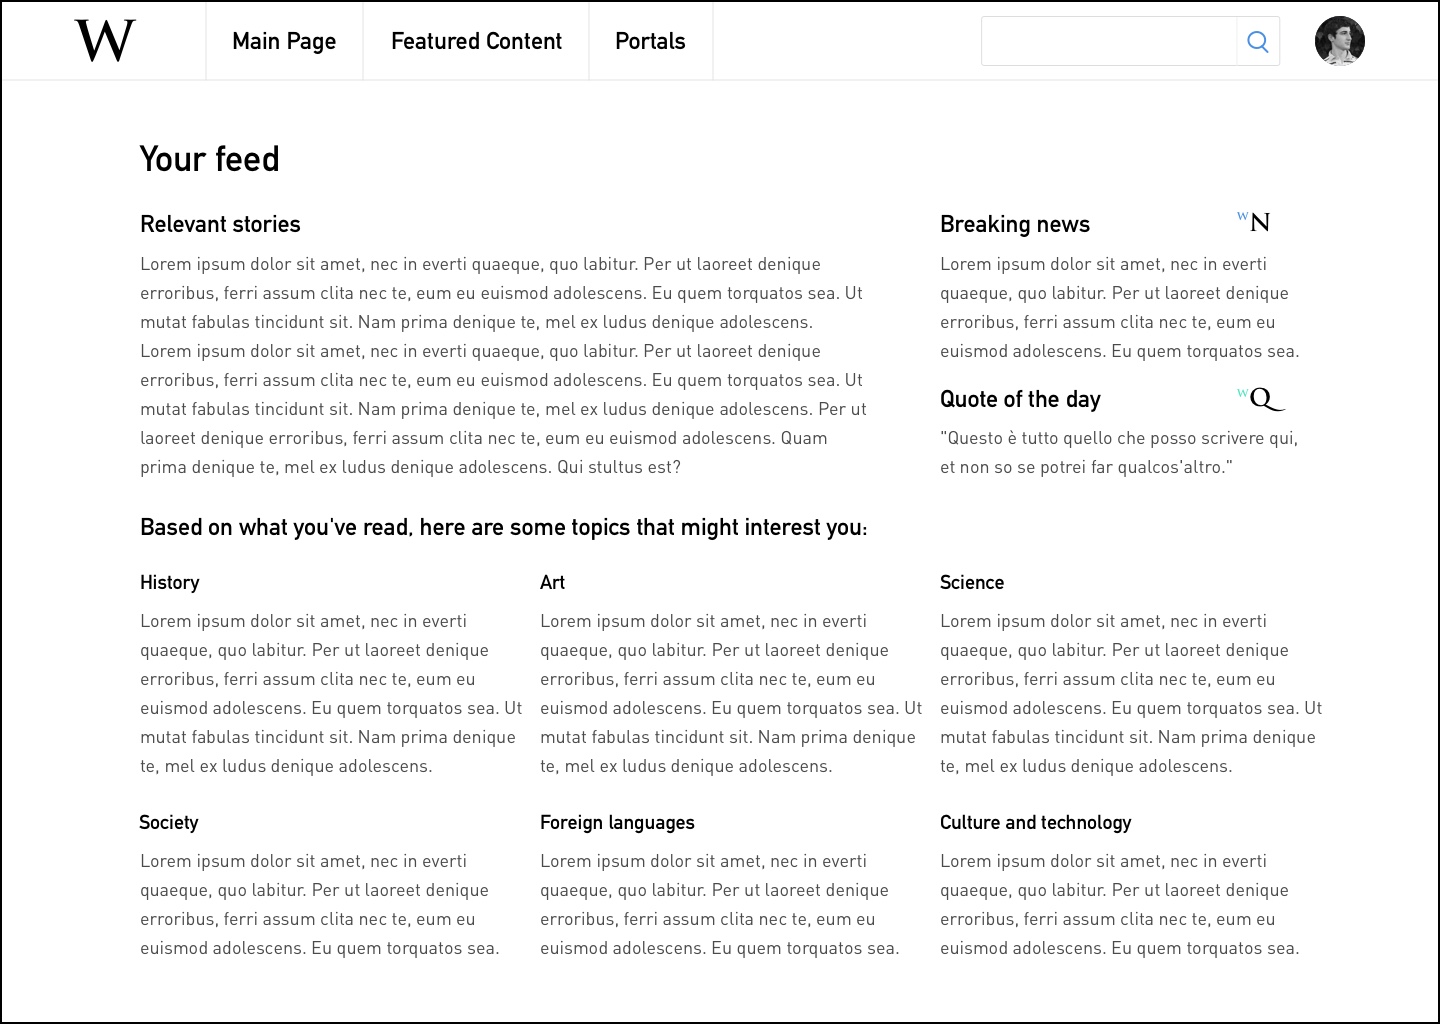 W
Main Page
Featured Content
Portals
Your feed
Relevant stories
Lorem ipsum dolor sit amet, nec in everti quaeque, quo labitur. Per ut laoreet denique
erroribus, ferri assum clita nec te, eum eu euismod adolescens. Eu quem torquatos sea. Ut
mutat fabulas tincidunt sit. Nam prima denique te, mel ex ludus denique adolescens.
Lorem ipsum dolor sit amet, nec in everti quaeque, quo labitur. Per ut laoreet denique
erroribus, ferri assum clita nec te, eum eu euismod adolescens. Eu quem torquatos sea. Ut
mutat fabulas tincidunt sit. Nam prima denique te, mel ex ludus denique adolescens. Per ut
laoreet denique erroribus, ferri assum clita nec te, eum eu euismod adolescens. Quam
prima denique te, mel ex ludus denique adolescens. Qui stultus est?
Breaking news
WN
Lorem ipsum dolor sit amet, nec in everti
quaeque, quo labitur. Per ut laoreet denique
erroribus, ferri assum clita nec te, eum eu
euismod adolescens. Eu quem torquatos sea.
Quote of the day
WQ
"Questo è tutto quello che posso scrivere qui,
et non so se potrei far qualcos'altro."
Based on what you've read, here are some topics that might interest you:
History
Lorem ipsum dolor sit amet, nec in everti
quaeque, quo labitur. Per ut laoreet denique
erroribus, ferri assum clita nec te, eum eu
euismod adolescens. Eu quem torquatos sea. Ut
mutat fabulas tincidunt sit. Nam prima denique
te, mel ex ludus denique adolescens.
Art
Lorem ipsum dolor sit amet, nec in everti
quaeque, quo labitur. Per ut laoreet denique
erroribus, ferri assum clita nec te, eum eu
euismod adolescens. Eu quem torquatos sea. Ut
mutat fabulas tincidunt sit. Nam prima denique
te, mel ex ludus denique adolescens.
Science
Lorem ipsum dolor sit amet, nec in everti
quaeque, quo labitur. Per ut laoreet denique
erroribus, ferri assum clita nec te, eum eu
euismod adolescens. Eu quem torquatos sea. Ut
mutat fabulas tincidunt sit. Nam prima denique
te, mel ex ludus denique adolescens.
Society
Lorem ipsum dolor sit amet, nec in everti
quaeque, quo labitur. Per ut laoreet denique
erroribus, ferri assum clita nec te, eum eu
euismod adolescens. Eu quem torquatos sea.
Foreign languages
Lorem ipsum dolor sit amet, nec in everti
quaeque, quo labitur. Per ut laoreet denique
erroribus, ferri assum clita nec te, eum eu
euismod adolescens. Eu quem torquatos sea.
Culture and technology
Lorem ipsum dolor sit amet, nec in everti
quaeque, quo labitur. Per ut laoreet denique
erroribus, ferri assum clita nec te, eum eu
euismod adolescens. Eu quem torquatos sea.